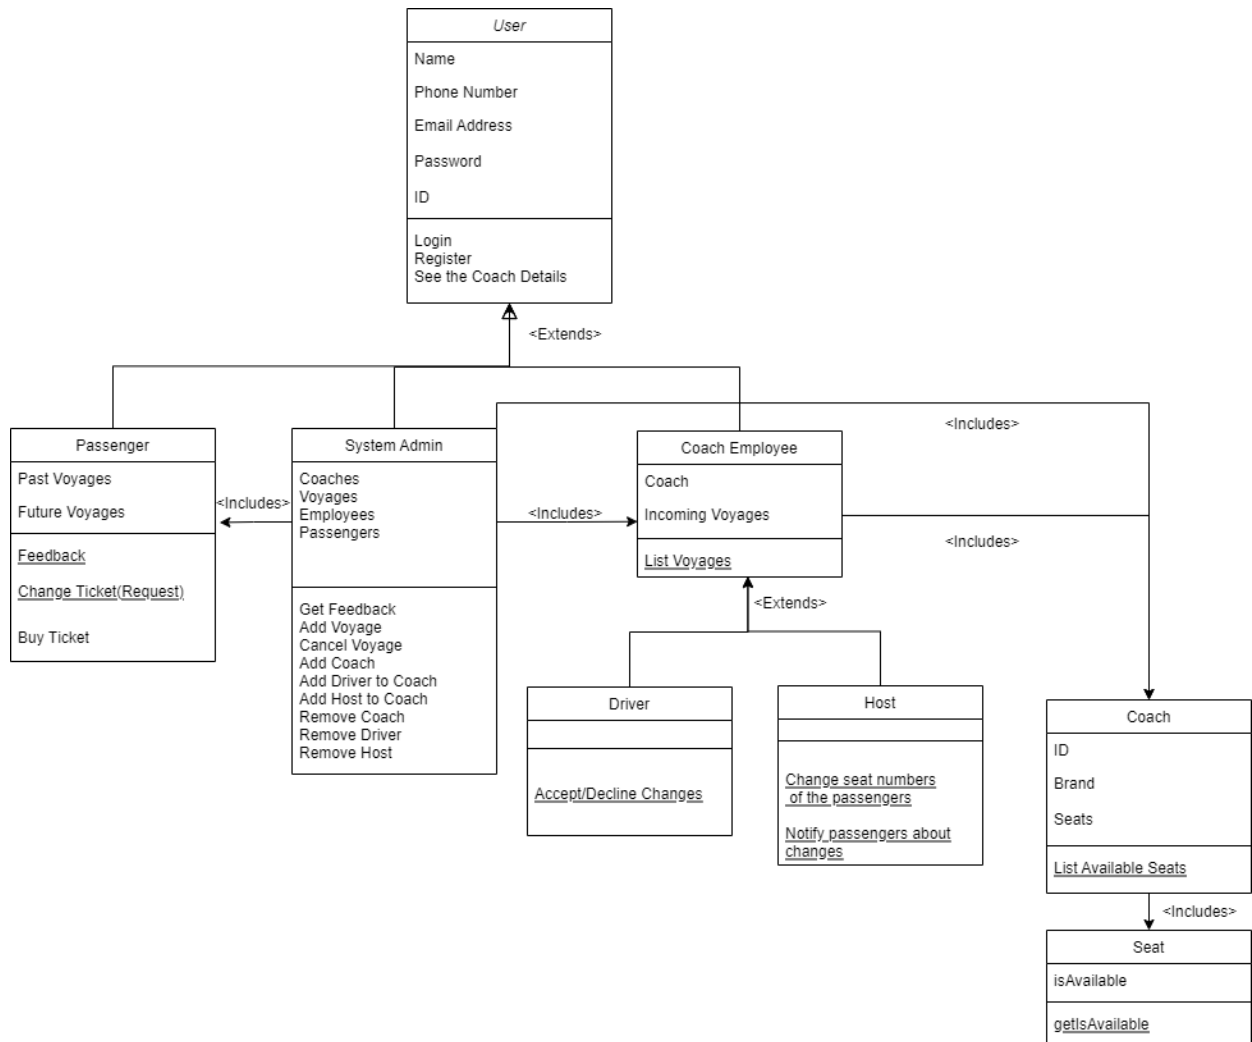 User
Name
Phone Number
Email Address
Password
ID
Login
Register
See the Coach Details
<Extends>
Passenger
Past Voyages
Future Voyages
Feedback
Change Ticket(Request)
Buy Ticket
<Includes>
System Admin
Coaches
Voyages
Employees
Passengers
Get Feedback
Add Voyage
Cancel Voyage
Add Coach
Add Driver to Coach
Add Host to Coach
Remove Coach
Remove Driver
Remove Host
<Includes>
Coach Employee
Coach
Incoming Voyages
List Voyages
<Includes>
<Includes>
<Extends>
Driver
Accept/Decline Changes
Host
Change seat numbers
of the passengers
Notify passengers about
changes
Coach
ID
Brand
Seats
List Available Seats
<Includes>
Seat
isAvailable
getIsAvailable